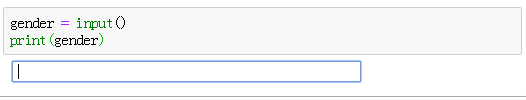 gender = input()
print(gender)